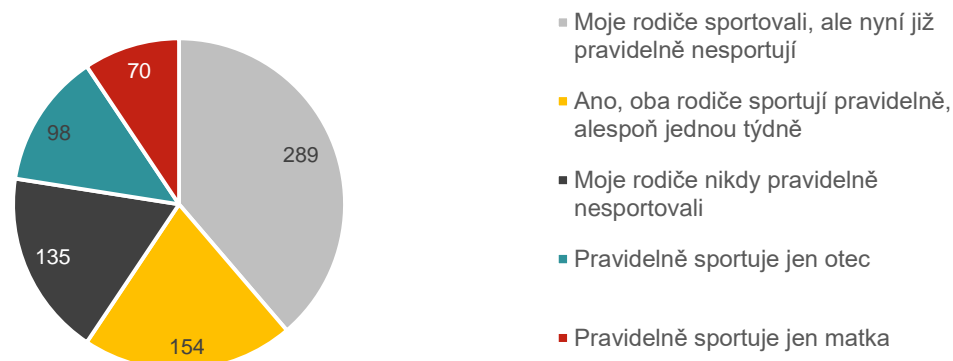 70
98
289
135
154
Moje rodiče sportovali, ale nyní již
pravidelně nesportují
Ano, oba rodiče sportují pravidelně,
alespoň jednou týdně
Moje rodiče nikdy pravidelně
nesportovali
Pravidelně sportuje jen otec
Pravidelně sportuje jen matka